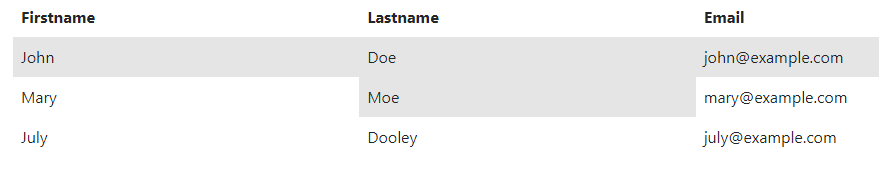 Firstname Lastname Email
John Doe john@example.com
Mary Moe mary@example.com
July Dooley july@example.com